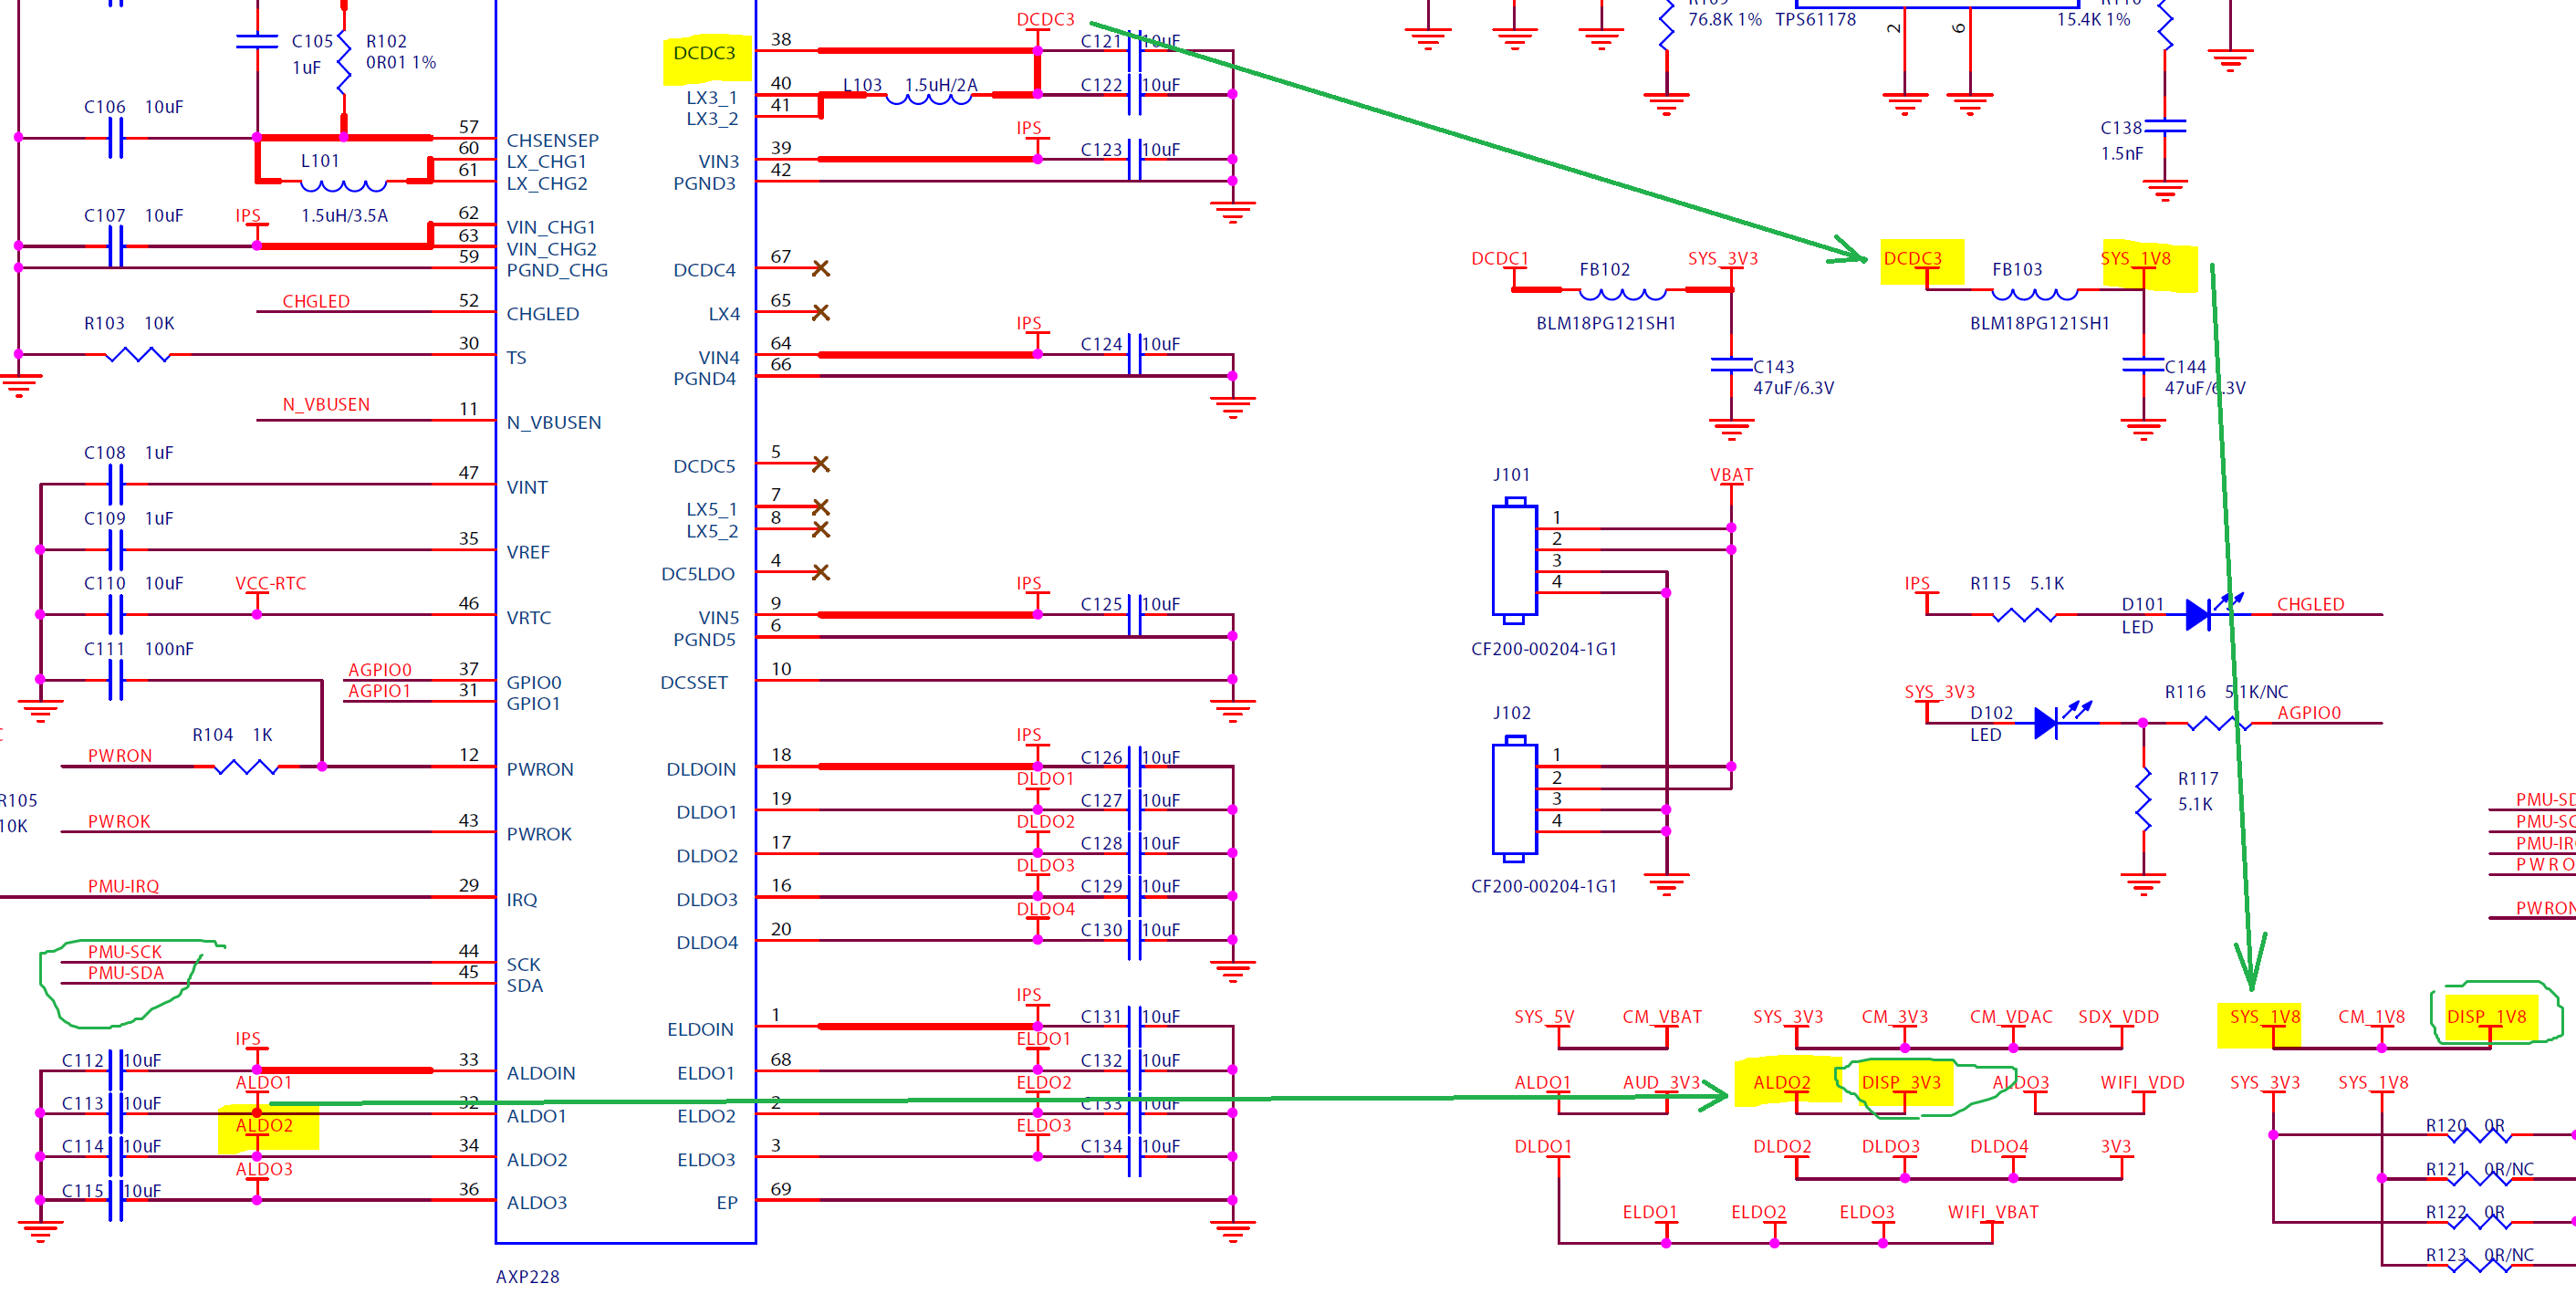 C105
1uF
R102
0R01 1%
C106 10uF
57 CHSENSEP
60 LX_CHG1
61 LX_CHG2
L101
1.5uH/3.5A
C107 10uF
IPS
62 VIN_CHG1
63 VIN_CHG2
59 PGND_CHG
CHGLED 52 CHGLED
R103 10K 30 TS
N_VBUSEN 11 N_VBUSEN
C108 1uF 47 VINT
C109 1uF 35 VREF
C110 10uF VCC-RTC 46 VRTC
C111 100nF
AGPIO0 37 GPIO0
AGPIO1 31 GPIO1
R104 1K
PWRON 12 PWRON
R105
10K
PWROK 43 PWROK
PMU-IRQ 29 IRQ
PMU-SCK 44 SCK
PMU-SDA 45 SDA
IPS
C112 10uF 33 ALDOIN
ALDO1
C113 10uF 32 ALDO1
ALDO2
C114 10uF 34 ALDO2
ALDO3
C115 10uF 36 ALDO3
AXP228
DCDC3
DCDC3 38 C121 10uF
LX3_1 40 L103 1.5uH/2A C122 10uF
LX3_2 41
IPS
VIN3 39 C123 10uF
PGND3 42
DCDC4 67
LX4 65
IPS
VIN4 64 C124 10uF
PGND4 66
DCDC5 5
LX5_1 7
LX5_2 8
DC5LDO 4
IPS
VIN5 9 C125 10uF
PGND5 6
DCSSET 10
IPS
DLDOIN 18 C126 10uF
DLDO1
DLDO1 19 C127 10uF
DLDO2
DLDO2 17 C128 10uF
DLDO3
DLDO3 16 C129 10uF
DLDO4
DLDO4 20 C130 10uF
IPS
ELDOIN 1 C131 10uF
ELDO1
ELDO1 68 C132 10uF
ELDO2
ELDO2 2 C133 10uF
ELDO3
ELDO3 3 C134 10uF
EP 69
76.8K 1%
TPS61178
2 6
15.4K 1%
C138
1.5nF
DCDC1 FB102 SYS_3V3
BLM18PG121SH1
C143
47uF/6.3V
DCDC3 FB103 SYS_1V8
BLM18PG121SH1
C144
47uF/6.3V
J101 VBAT
1
2
3
4
CF200-00204-1G1
J102
1
2
3
4
CF200-00204-1G1
IPS R115 5.1K D101 CHGLED
LED
SYS_3V3 D102 R116 5.1K/NC AGPIO0
LED
R117
5.1K
PWRON
SYS_5V CM_VBAT SYS_3V3 CM_3V3 CM_VDAC SDX_VDD SYS_1V8 CM_1V8 DISP_1V8
ALDO1 AUD_3V3 ALDO2 DISP_3V3 ALDO3 WIFI_VDD SYS_3V3 SYS_1V8
DLDO1 DLDO2 DLDO3 DLDO4 3V3
ELDO1 ELDO2 ELDO3 WIFI_VBAT
R120 0R
R121 0R/NC
R122 0R
R123 0R/NC